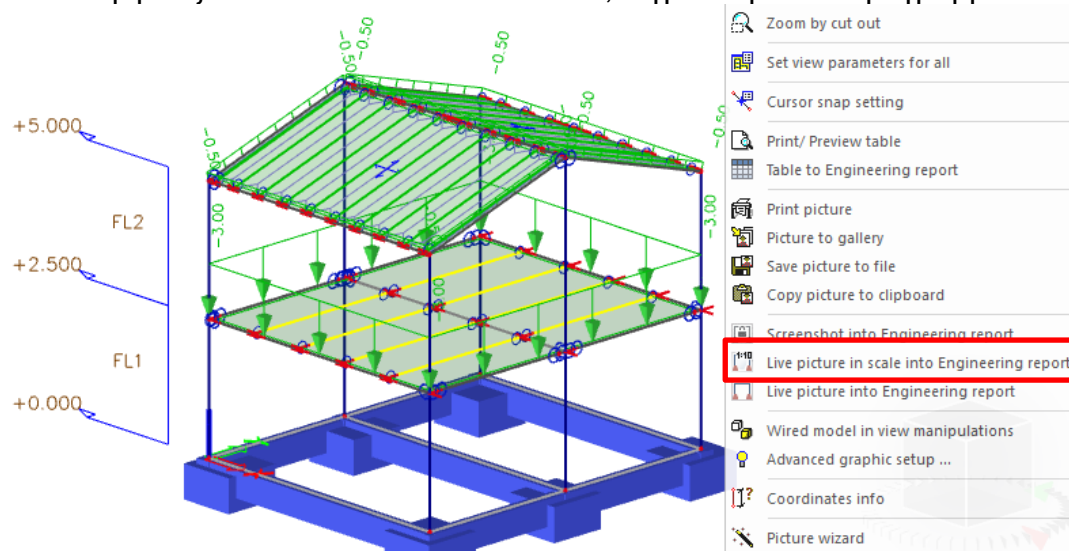 -0.50
-0.50
-0.50
-0.50
-0.50
-0.50
+5.000
FL2
-3.00
-3.00
+2.500
FL1
+0.000
Zoom by cut out
Set view parameters for all
Cursor snap setting
Print/ Preview table
Table to Engineering report
Print picture
Picture to gallery
Save picture to file
Copy picture to clipboard
Screenshot into Engineering report
1:10
Live picture in scale into Engineering report
Live picture into Engineering report
Wired model in view manipulations
Advanced graphic setup ...
Coordinates info
Picture wizard